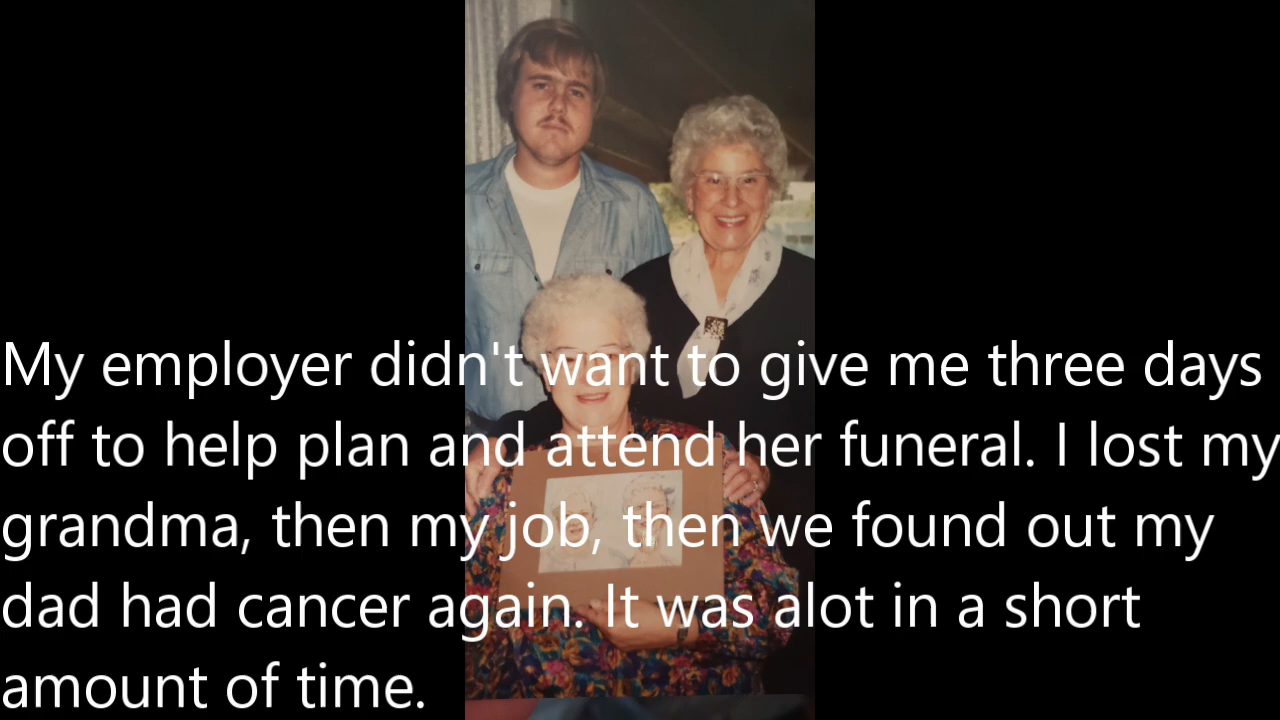 My employer didn't want to give me three days
off to help plan and attend her funeral. I lost my
grandma, then my job, then we found out my
dad had cancer again. It was alot in a short
amount of time.